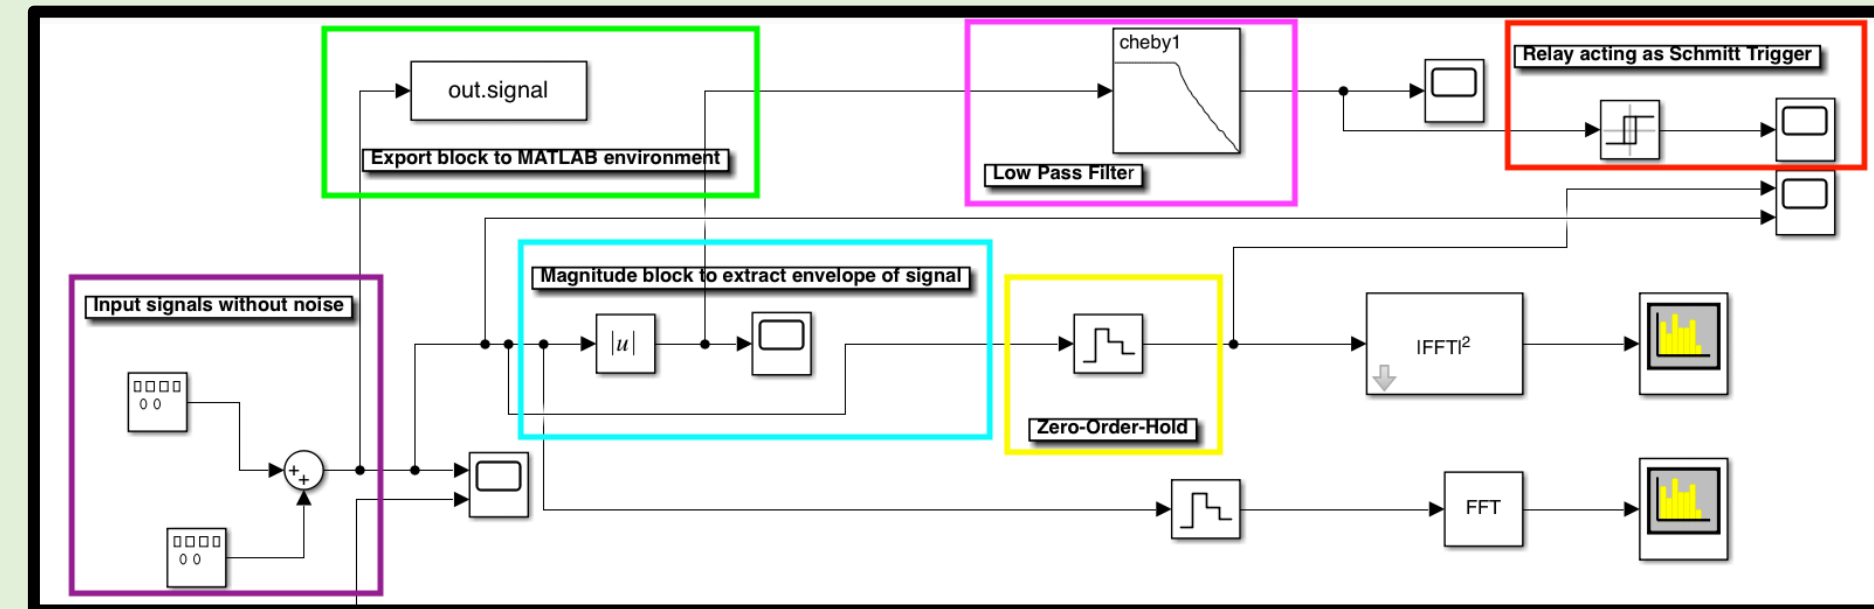 cheby1
Relay acting as Schmitt Trigger
out.signal
Export block to MATLAB environment
Low Pass Filter
Magnitude block to extract envelope of signal
Input signals without noise
|u|
|FFT|2
Zero-Order-Hold
FFT